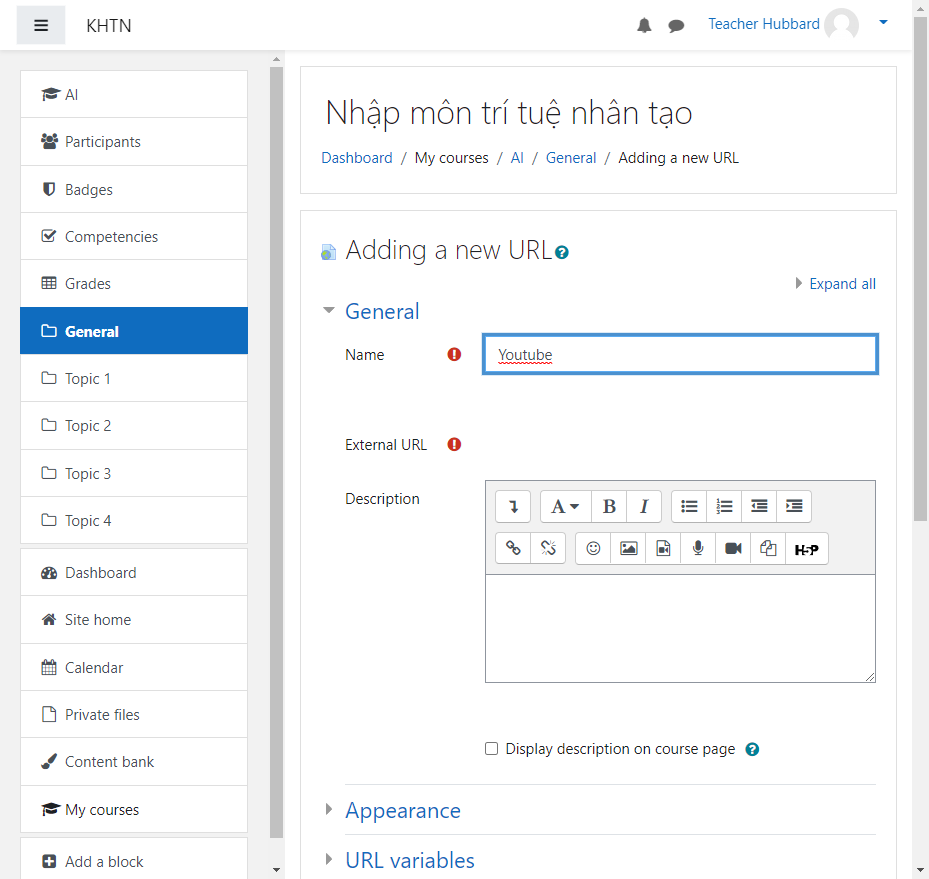 KHTN
Teacher Hubbard
AI
Participants
Badges
Competencies
Grades
General
Topic 1
Topic 2
Topic 3
Topic 4
Dashboard
Site home
Calendar
Private files
Content bank
My courses
Add a block
Nhập môn trí tuệ nhân tạo
Dashboard / My courses / AI / General / Adding a new URL
Adding a new URL
Expand all
General
Name
Youtube
External URL
Description
A B I
H5P
Display description on course page
Appearance
URL variables